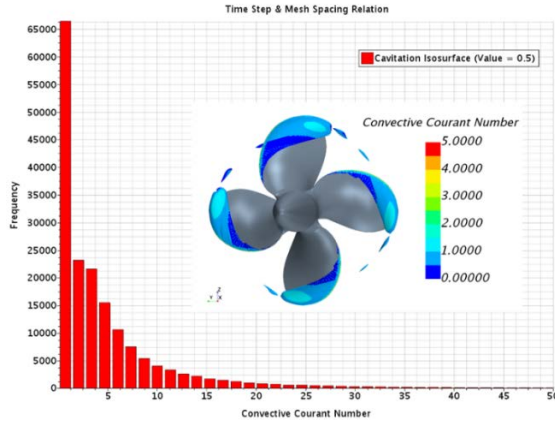 Time Step & Mesh Spacing Relation
65000
60000
55000
50000
45000
40000
35000
30000
25000
20000
15000
10000
5000
0
Frequency
Cavitation Isosurface (Value = 0.5)
Convective Courant Number
5.0000
4.0000
3.0000
2.0000
1.0000
0.00000
Z
Y X
5 10 15 20 25 30 35 40 45 50
Convective Courant Number